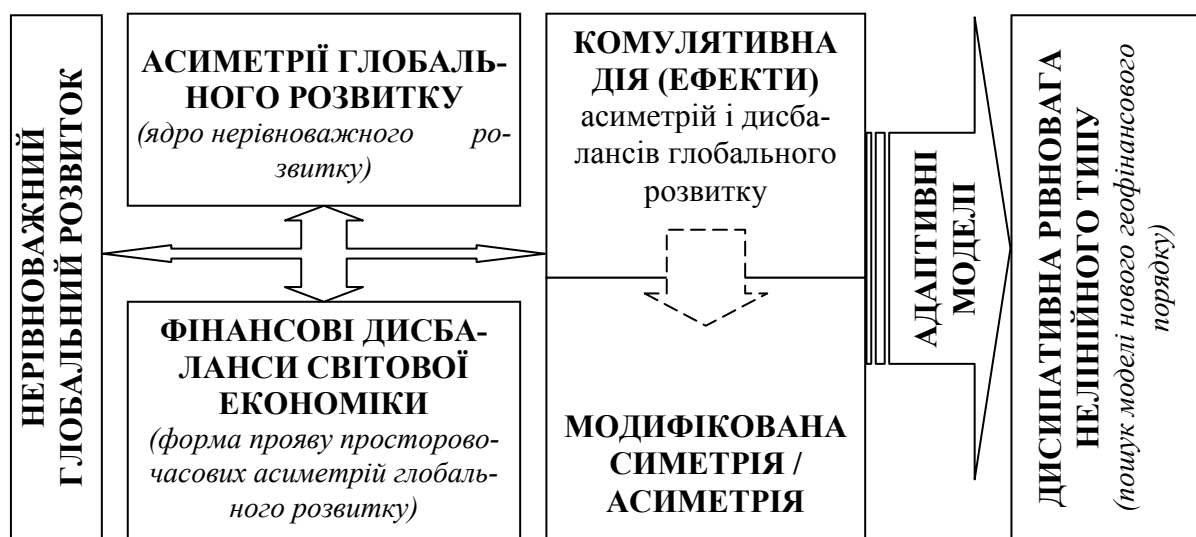 НЕРІВНОВАЖНИЙ
ГЛОБАЛЬНИЙ РОЗВИТОК
АСИМЕТРІЇ ГЛОБАЛЬ-
НОГО РОЗВИТКУ
(ядро нерівноважного ро-
звитку)
ФІНАНСОВІ ДИСБА-
ЛАНСИ СВІТОВОЇ
ЕКОНОМІКИ
(форма прояву просторово-
часових асиметрій глобаль-
ного розвитку)
КОМУЛЯТИВНА
ДІЯ (ЕФЕКТИ)
асиметрій і дисба-
лансів глобального
розвитку
МОДИФІКОВАНА
СИМЕТРІЯ /
АСИМЕТРІЯ
АДАПТИВНІ
МОДЕЛІ
ДИСИПАТИВНА РІВНОВАГА
НЕЛІНІЙНОГО ТИПУ
(пошук моделі нового геофінансового
порядку)